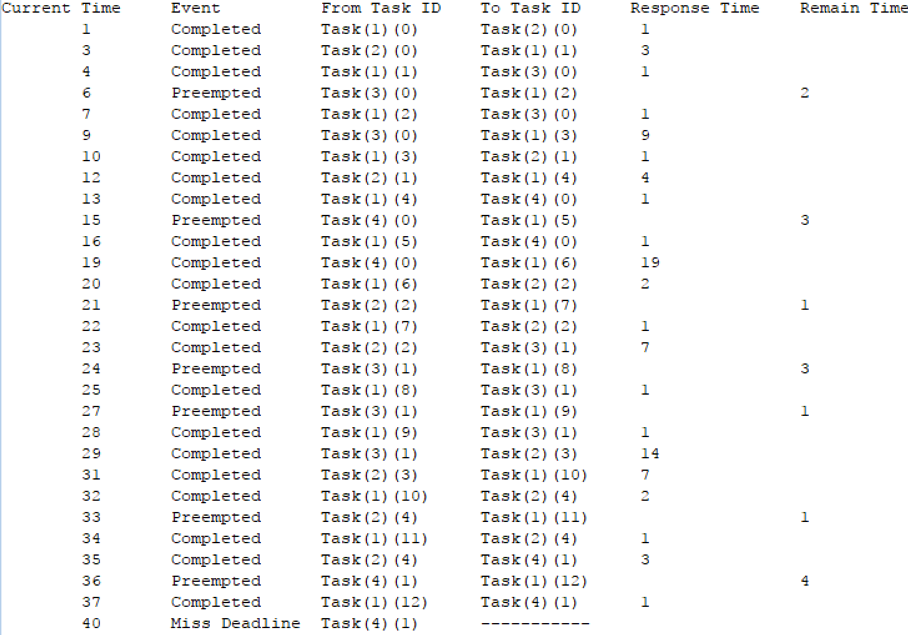 Current Time Event From Task ID To Task ID Response Time Remain Time
1 Completed Task(1)(0) Task(2)(0) 1
3 Completed Task(2)(0) Task(1)(1) 3
4 Completed Task(1)(1) Task(3)(0) 1
6 Preempted Task(3)(0) Task(1)(2) 2
7 Completed Task(1)(2) Task(3)(0) 1
9 Completed Task(3)(0) Task(1)(3) 9
10 Completed Task(1)(3) Task(2)(1) 1
12 Completed Task(2)(1) Task(1)(4) 4
13 Completed Task(1)(4) Task(4)(0) 1
15 Preempted Task(4)(0) Task(1)(5) 3
16 Completed Task(1)(5) Task(4)(0) 1
19 Completed Task(4)(0) Task(1)(6) 19
20 Completed Task(1)(6) Task(2)(2) 2
21 Preempted Task(2)(2) Task(1)(7) 1
22 Completed Task(1)(7) Task(2)(2) 1
23 Completed Task(2)(2) Task(3)(1) 7
24 Preempted Task(3)(1) Task(1)(8) 3
25 Completed Task(1)(8) Task(3)(1) 1
27 Preempted Task(3)(1) Task(1)(9) 1
28 Completed Task(1)(9) Task(3)(1) 1
29 Completed Task(3)(1) Task(2)(3) 14
31 Completed Task(2)(3) Task(1)(10) 7
32 Completed Task(1)(10) Task(2)(4) 2
33 Preempted Task(2)(4) Task(1)(11) 1
34 Completed Task(1)(11) Task(2)(4) 1
35 Completed Task(2)(4) Task(4)(1) 3
36 Preempted Task(4)(1) Task(1)(12) 4
37 Completed Task(1)(12) Task(4)(1) 1
40 Miss Deadline Task(4)(1) -----------